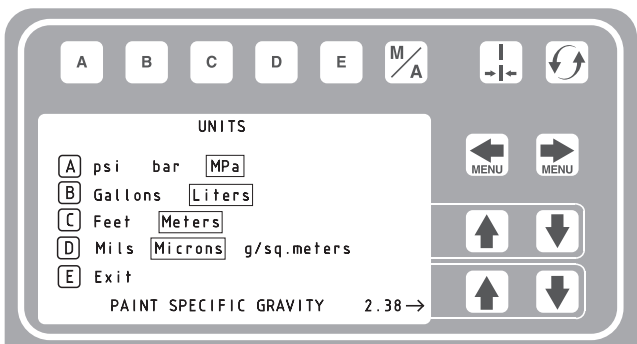 A B C D E M/A
UNITS
A psi bar MPa
B Gallons Liters
C Feet Meters
D Mils Microns g/sq.meters
E Exit
PAINT SPECIFIC GRAVITY 2.38→
MENU MENU